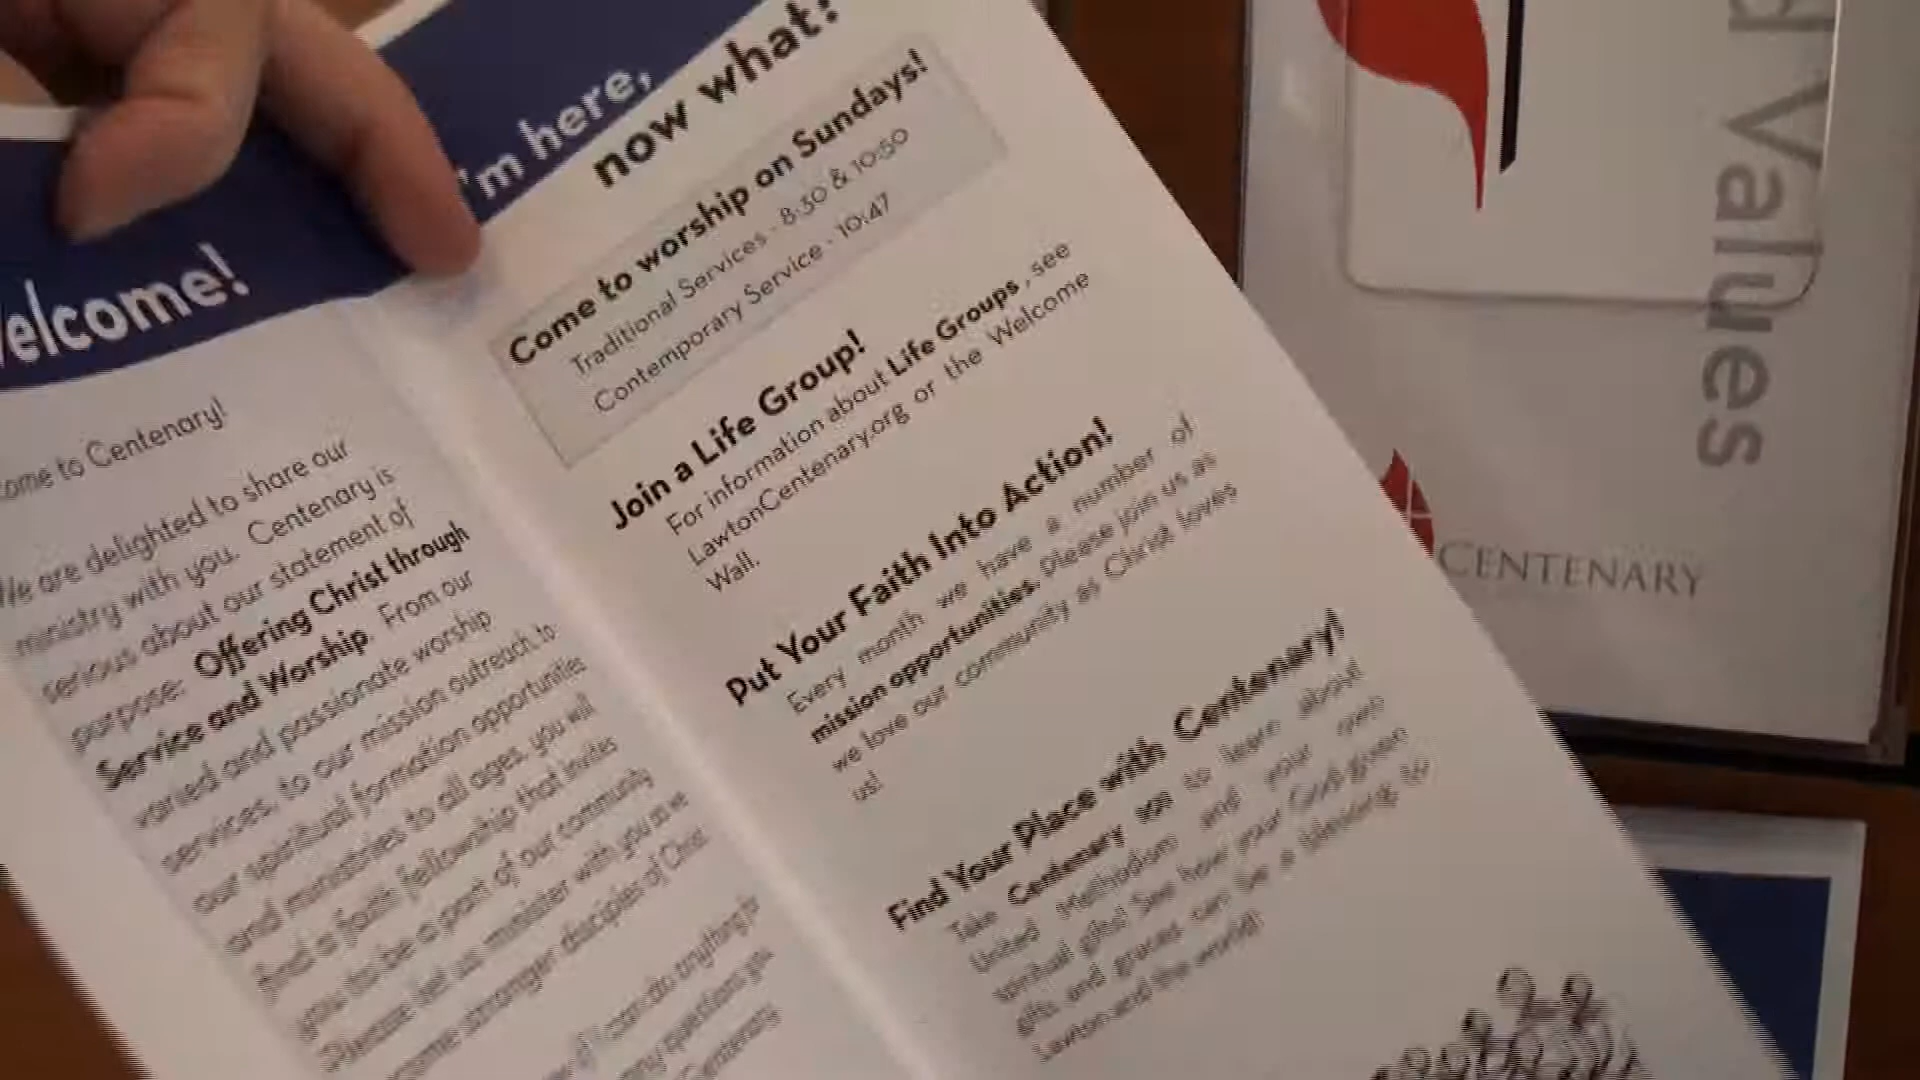 Welcome!
come to Centenary!
We are delighted to share our
ministry with you. Centenary is
serious about our statement of
purpose: Offering Christ through
Service and Worship. From our
varied and passionate worship
services, to our mission outreach, to
our spiritual formation opportunities
and ministries to all ages, you will
find a faith fellowship that invites
you to be a part of our community
Please let us minister with you as we
stronger disciples of Christ
I can do anything
any questions you
Centenary
I'm here,
now what?
Come to worship on Sundays!
Traditional Services - 8:30 & 10:50
Contemporary Service - 10:47
Join a Life Group!
For information about Life Groups, see
LawtonCentenary.org or the Welcome
Wall.
Put Your Faith Into Action!
Every month we have a number of
mission opportunities. Please join us as
we love our community as Christ loves
us!
Find Your Place with Centenary!
Take Centenary 101 to learn about
United Methodism and your own
spiritual gifts! See how your God-given
gifts and graces can be a blessing to
Lawton and the world!
d Values
CENTENARY